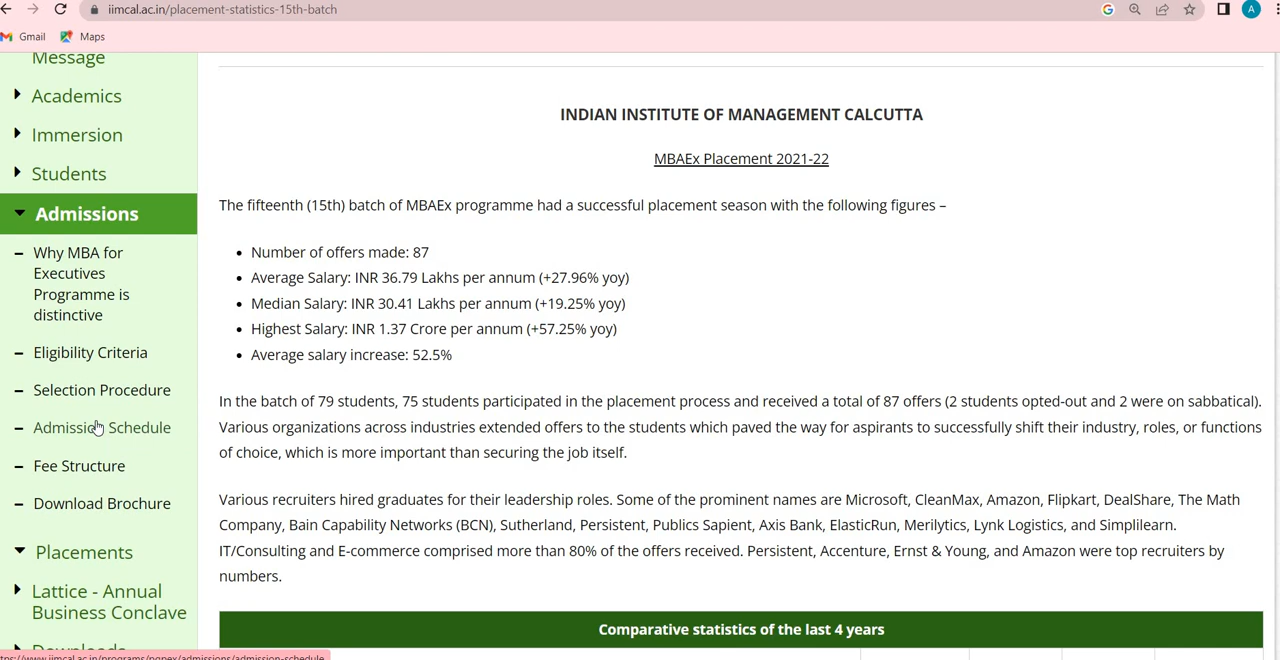 iimcal.ac.in/placement-statistics-15th-batch
A
Gmail
Maps
Message
Academics
Immersion
Students
Admissions
Why MBA for
Executives
Programme is
distinctive
Eligibility Criteria
Selection Procedure
Admission Schedule
Fee Structure
Download Brochure
Placements
Lattice - Annual
Business Conclave
Downloads
INDIAN INSTITUTE OF MANAGEMENT CALCUTTA
MBAEx Placement 2021-22
The fifteenth (15th) batch of MBAEx programme had a successful placement season with the following figures –
Number of offers made: 87
Average Salary: INR 36.79 Lakhs per annum (+27.96% yoy)
Median Salary: INR 30.41 Lakhs per annum (+19.25% yoy)
Highest Salary: INR 1.37 Crore per annum (+57.25% yoy)
Average salary increase: 52.5%
In the batch of 79 students, 75 students participated in the placement process and received a total of 87 offers (2 students opted-out and 2 were on sabbatical).
Various organizations across industries extended offers to the students which paved the way for aspirants to successfully shift their industry, roles, or functions
of choice, which is more important than securing the job itself.
Various recruiters hired graduates for their leadership roles. Some of the prominent names are Microsoft, CleanMax, Amazon, Flipkart, DealShare, The Math
Company, Bain Capability Networks (BCN), Sutherland, Persistent, Publics Sapient, Axis Bank, ElasticRun, Merilytics, Lynk Logistics, and Simplilearn.
IT/Consulting and E-commerce comprised more than 80% of the offers received. Persistent, Accenture, Ernst & Young, and Amazon were top recruiters by
numbers.
Comparative statistics of the last 4 years